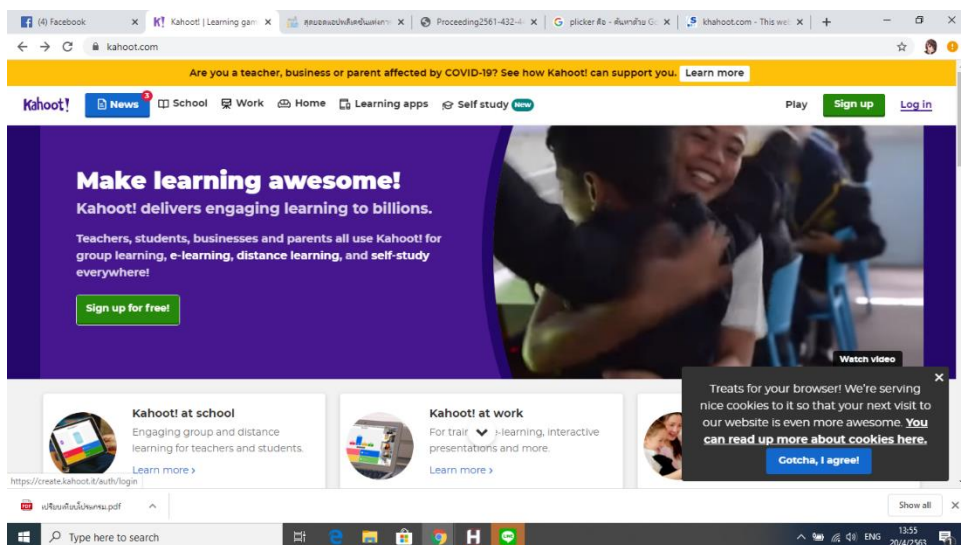 (4) Facebook
Kahoot! | Learning gam
Proceeding2561-432-4
plicker คือ - ค้นหาด้วย Go
khahoot.com - This we
kahoot.com
Are you a teacher, business or parent affected by COVID-19? See how Kahoot! can support you. Learn more
Kahoot! News 3 School Work Home Learning apps Self study New Play Sign up Log in
Make learning awesome!
Kahoot! delivers engaging learning to billions.
Teachers, students, businesses and parents all use Kahoot! for
group learning, e-learning, distance learning, and self-study
everywhere!
Sign up for free!
Watch video
Kahoot! at school
Engaging group and distance
learning for teachers and students.
Learn more ›
Kahoot! at work
For train -learning, interactive
presentations and more.
Learn more ›
Treats for your browser! We're serving
nice cookies to it so that your next visit to
our website is even more awesome. You
can read up more about cookies here.
Gotcha, I agree!
https://create.kahoot.it/auth/login
เปรียบเทียบโปรแกรม.pdf
Show all
Type here to search
ENG
13:55
20/4/2563